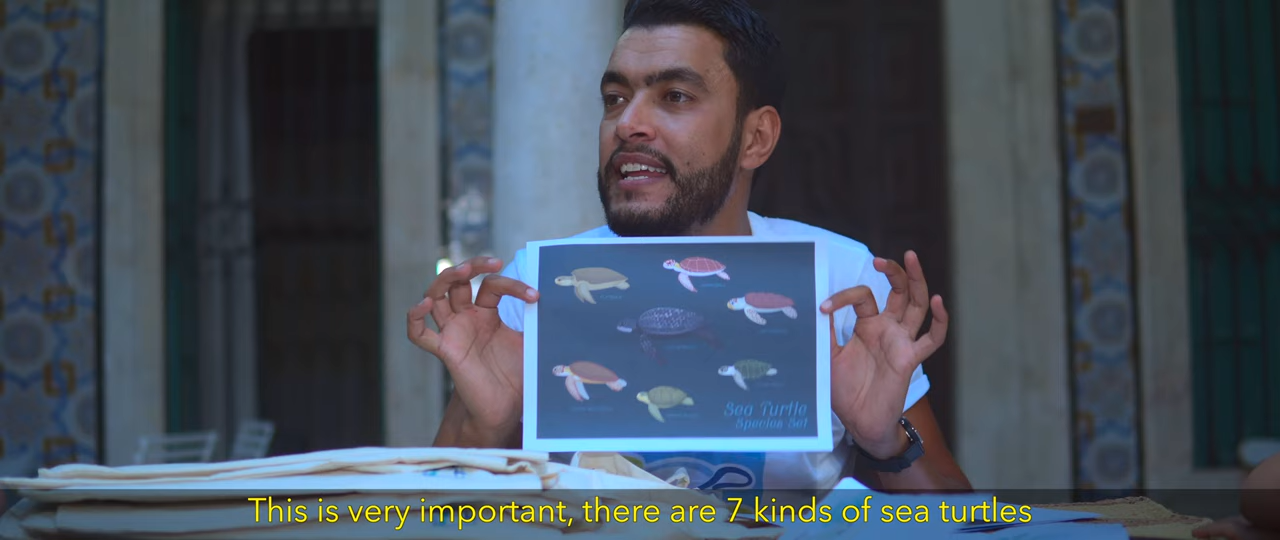 Sea Turtle
Species Set
This is very important, there are 7 kinds of sea turtles